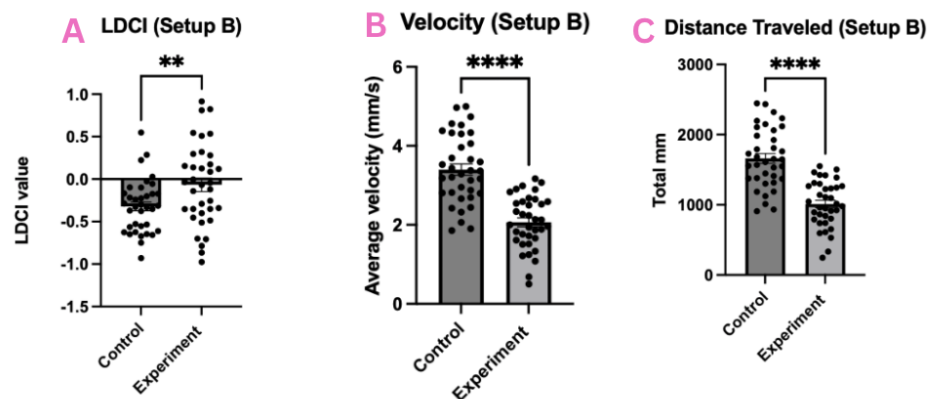 A LDCI (Setup B)
**
1.0
0.5
0.0
-0.5
-1.0
-1.5
LDCI value
Control
Experiment
B Velocity (Setup B)
****
6
4
2
0
Average velocity (mm/s)
Control
Experiment
C Distance Traveled (Setup B)
****
3000
2000
1000
0
Total mm
Control
Experiment